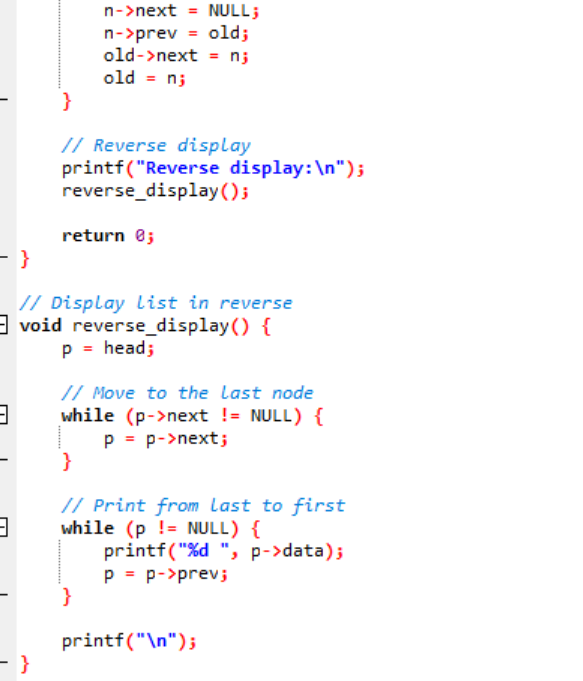 n->next = NULL;
n->prev = old;
old->next = n;
old = n;
}
// Reverse display
printf("Reverse display:\n");
reverse_display();
return 0;
}
// Display list in reverse
void reverse_display() {
p = head;
// Move to the last node
while (p->next != NULL) {
p = p->next;
}
// Print from last to first
while (p != NULL) {
printf("%d ", p->data);
p = p->prev;
}
printf("\n");
}